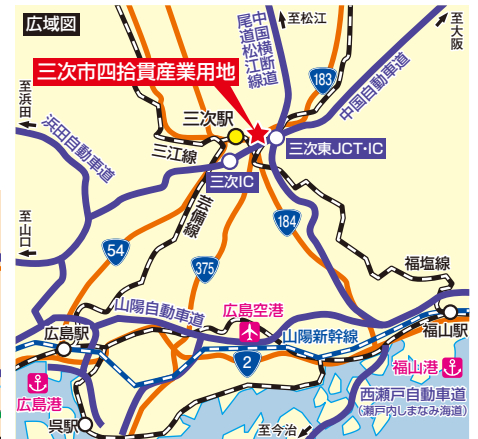 広域図
至松江
至大阪
中国横断道
尾道松江線
183
中国自動車道
三次市四拾貫産業用地
至浜田
三次駅
浜田自動車道
三江線
三次東JCT・IC
三次IC
至山口
芸備線
184
54
375
福塩線
山陽自動車道
広島空港
広島駅
山陽新幹線
福山駅
2
福山港
広島港
西瀬戸自動車道
(瀬戸内しまなみ海道)
呉駅
至今治